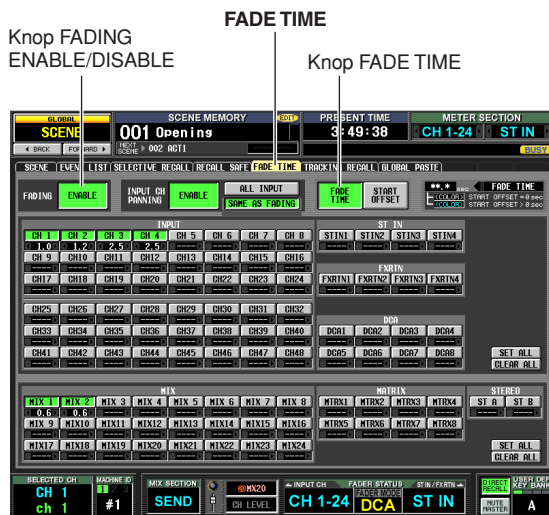 FADE TIME
Knop FADING
ENABLE/DISABLE
Knop FADE TIME
GLOBAL
SCENE
SCENE MEMORY
EDIT
PRESENT TIME
METER SECTION
001 Opening
3:49:38
CH 1-24
ST IN
BACK
FORWARD
NEXT SCENE
002 ACT1
BUSY
SCENE
EVENT LIST
SELECTIVE RECALL
RECALL SAFE
FADE TIME
TRACKING RECALL
GLOBAL PASTE
FADING
ENABLE
INPUT CH PANNING
ENABLE
ALL INPUT
SAME AS FADING
FADE TIME
START OFFSET
**.* sec
FADE TIME
(COLOR) START OFFSET = 0 sec
(COLOR) START OFFSET > 0 sec
INPUT
ST IN
CH 1 CH 2 CH 3 CH 4 CH 5 CH 6 CH 7 CH 8
STIN1 STIN2 STIN3 STIN4
1.0 1.2 2.5 2.5 ---- ---- ---- ----
---- ---- ---- ----
CH 9 CH10 CH11 CH12 CH13 CH14 CH15 CH16
FXRTN
---- ---- ---- ---- ---- ---- ---- ----
CH17 CH18 CH19 CH20 CH21 CH22 CH23 CH24
FXRTN1 FXRTN2 FXRTN3 FXRTN4
---- ---- ---- ---- ---- ---- ---- ----
---- ---- ---- ----
CH25 CH26 CH27 CH28 CH29 CH30 CH31 CH32
DCA
---- ---- ---- ---- ---- ---- ---- ----
CH33 CH34 CH35 CH36 CH37 CH38 CH39 CH40
DCA1 DCA2 DCA3 DCA4
---- ---- ---- ---- ---- ---- ---- ----
---- ---- ---- ----
CH41 CH42 CH43 CH44 CH45 CH46 CH47 CH48
DCA5 DCA6 DCA7 DCA8
SET ALL
---- ---- ---- ---- ---- ---- ---- ----
---- ---- ---- ----
CLEAR ALL
MIX
MATRIX
STEREO
MIX 1 MIX 2 MIX 3 MIX 4 MIX 5 MIX 6 MIX 7 MIX 8
MTRX1 MTRX2 MTRX3 MTRX4
ST A ST B
0.6 0.6 ---- ---- ---- ---- ---- ----
---- ---- ---- ----
---- ----
MIX 9 MIX10 MIX11 MIX12 MIX13 MIX14 MIX15 MIX16
MTRX5 MTRX6 MTRX7 MTRX8
---- ---- ---- ---- ---- ---- ---- ----
---- ---- ---- ----
MIX17 MIX18 MIX19 MIX20 MIX21 MIX22 MIX23 MIX24
SET ALL
---- ---- ---- ---- ---- ---- ---- ----
CLEAR ALL
SELECTED CH
CH 1
ch 1
MACHINE ID
1 2 3
#1
MIX SECTION
SEND
MX20
CH LEVEL
INPUT CH
FADER STATUS
ST IN / FXRTN
CH 1-24
FADER MODE
DCA
ST IN
DIRECT RECALL
MUTE MASTER
USER DEF KEY BANK
A